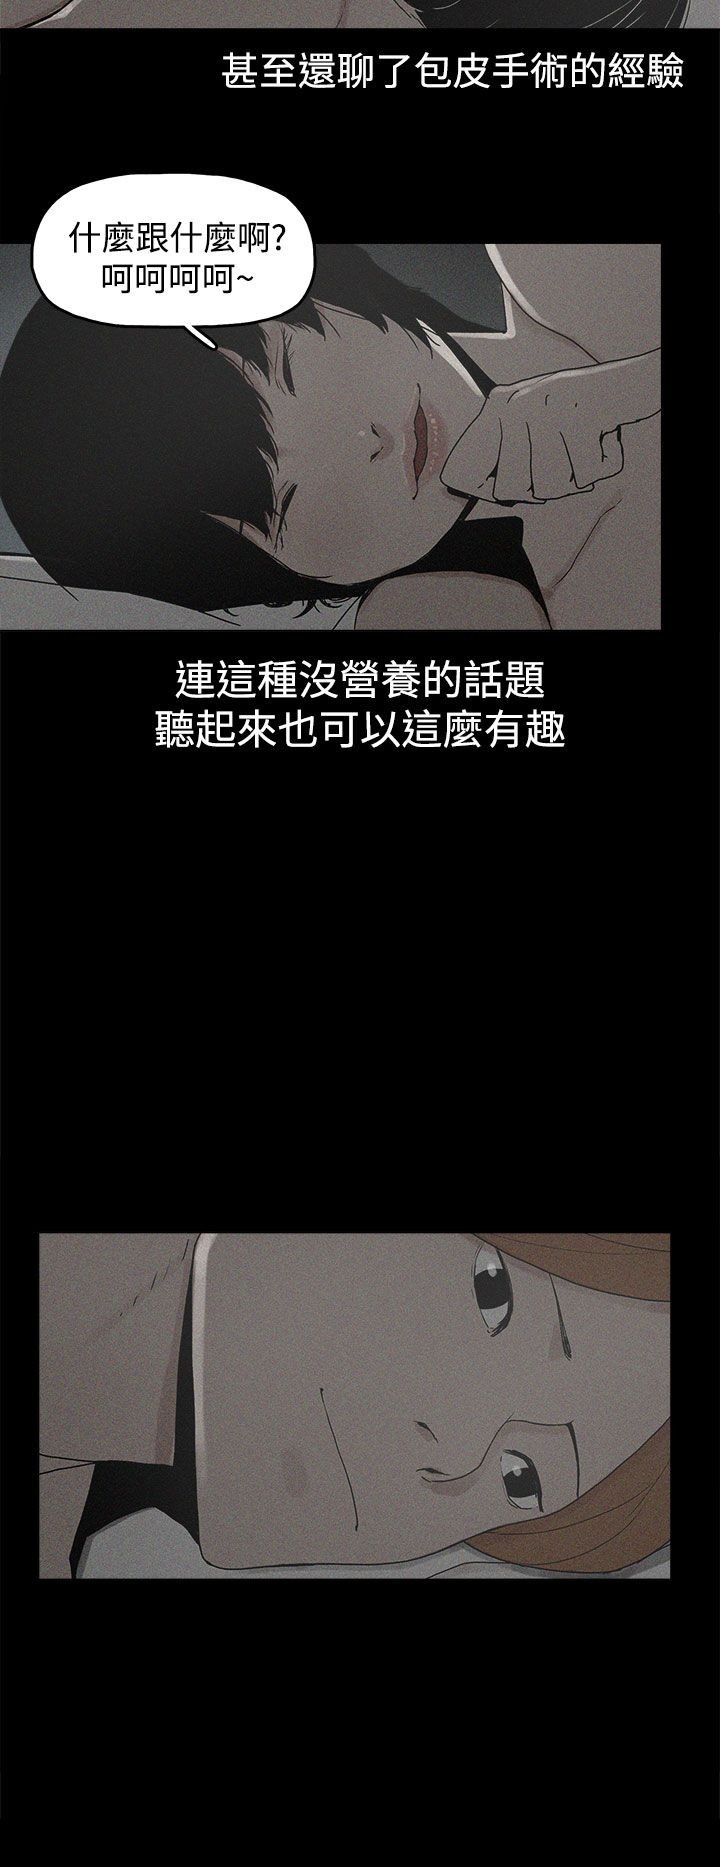 甚至還聊了包皮手術的經驗
什麼跟什麼啊?
呵呵呵呵~
連這種沒營養的話題
聽起來也可以這麼有趣